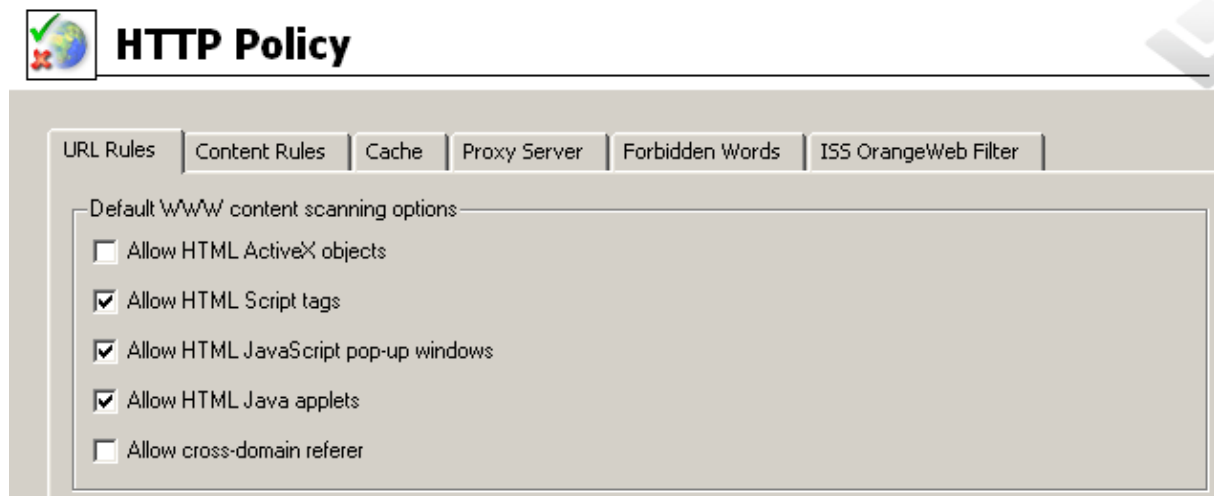 HTTP Policy
URL Rules Content Rules Cache Proxy Server Forbidden Words ISS OrangeWeb Filter
Default WWW content scanning options
Allow HTML ActiveX objects
Allow HTML Script tags
Allow HTML JavaScript pop-up windows
Allow HTML Java applets
Allow cross-domain referer